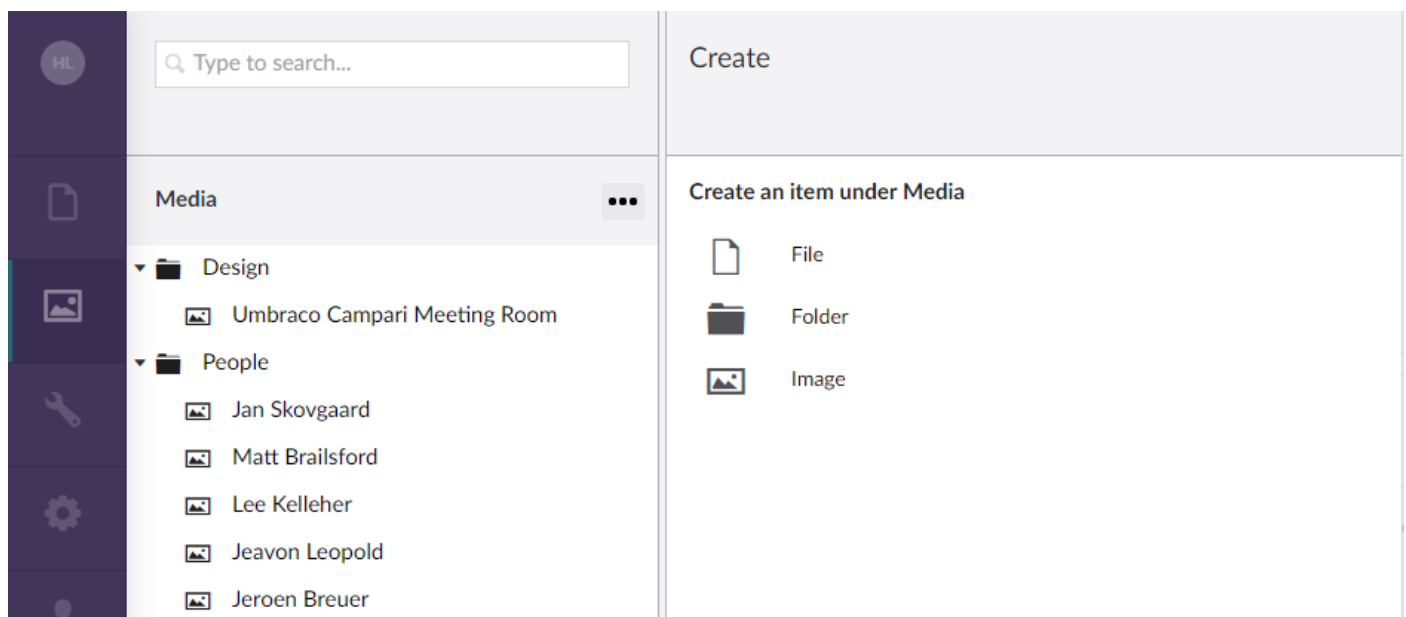 HL
Type to search...
Media
•••
Design
Umbraco Campari Meeting Room
People
Jan Skovgaard
Matt Brailsford
Lee Kelleher
Jeavon Leopold
Jeroen Breuer
Create
Create an item under Media
File
Folder
Image